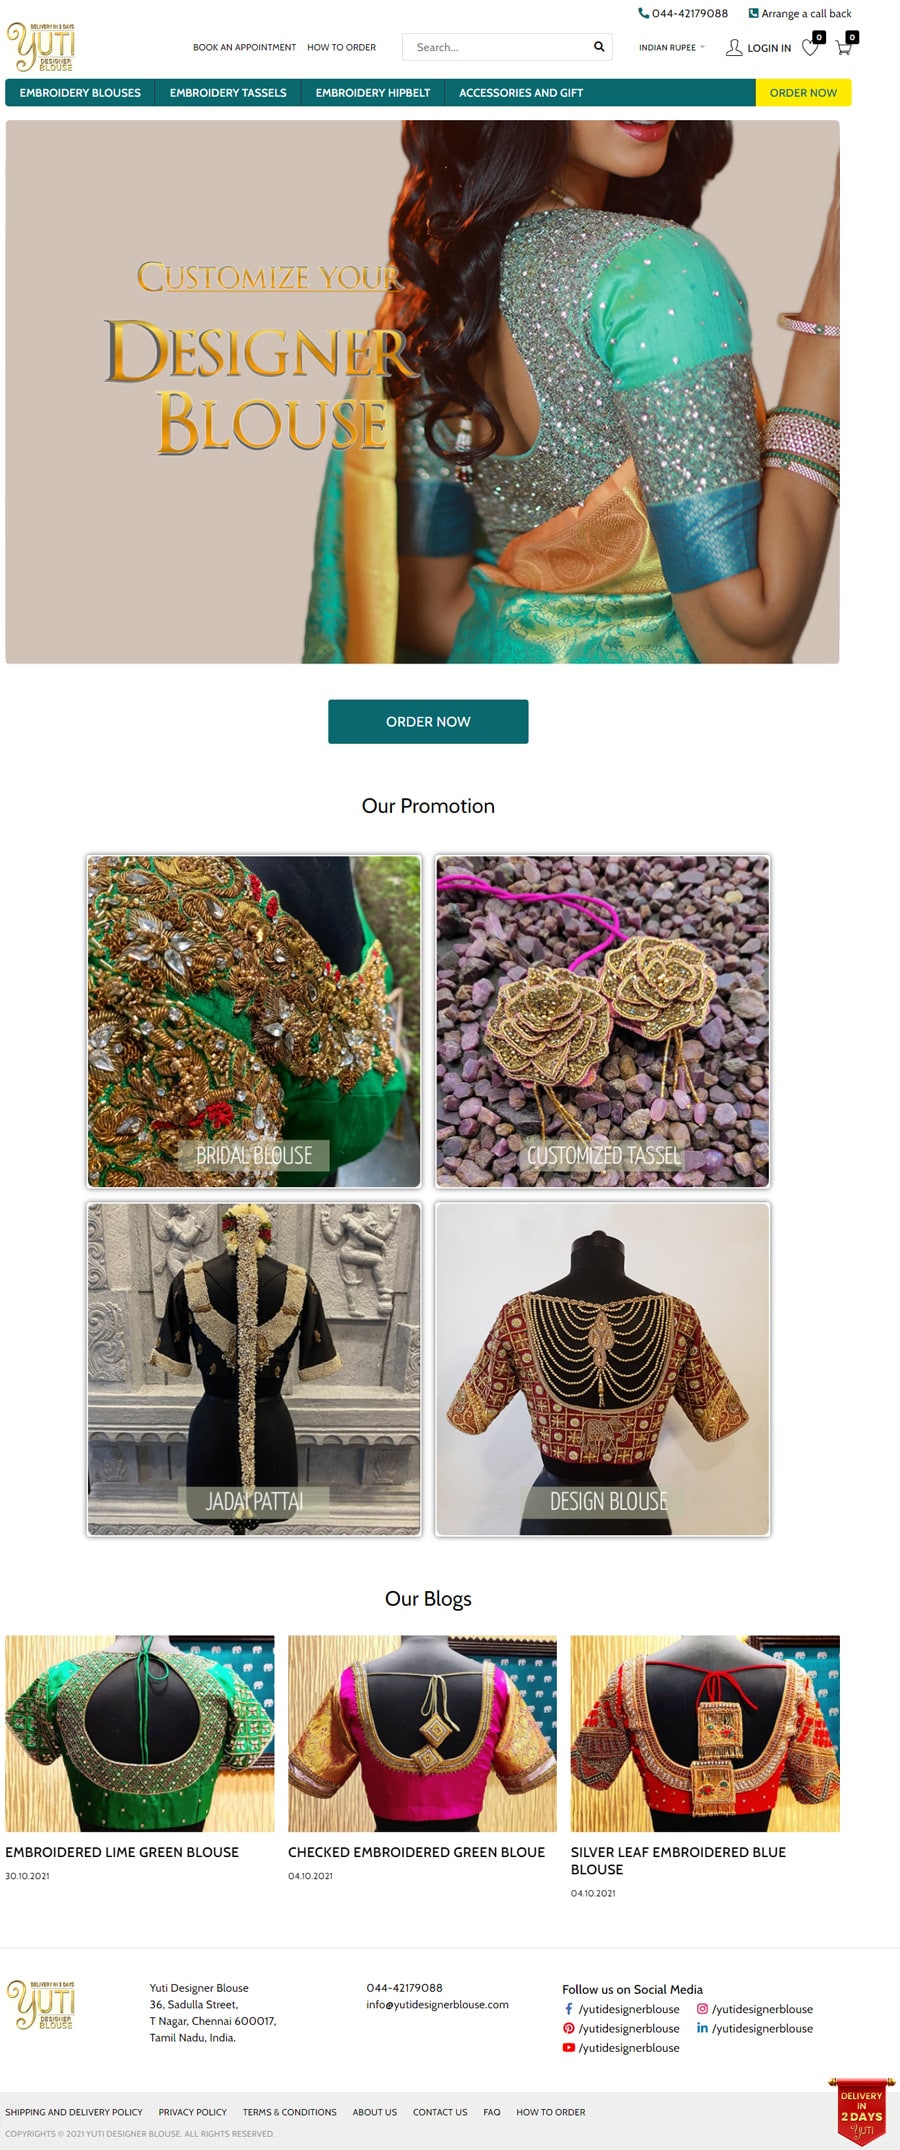 044-42179088 Arrange a call back
DELIVERY IN 2 DAYS
YUTI
DESIGNER
BLOUSE
BOOK AN APPOINTMENT HOW TO ORDER Search... INDIAN RUPEE LOGIN IN 0 0
EMBROIDERY BLOUSES EMBROIDERY TASSELS EMBROIDERY HIPBELT ACCESSORIES AND GIFT ORDER NOW
CUSTOMIZE YOUR
DESIGNER
BLOUSE
ORDER NOW
Our Promotion
BRIDAL BLOUSE
CUSTOMIZED TASSEL
JADAI PATTAI
DESIGN BLOUSE
Our Blogs
EMBROIDERED LIME GREEN BLOUSE
30.10.2021
CHECKED EMBROIDERED GREEN BLOUE
04.10.2021
SILVER LEAF EMBROIDERED BLUE
BLOUSE
04.10.2021
DELIVERY IN 2 DAYS
YUTI
DESIGNER
BLOUSE
Yuti Designer Blouse
36, Sadulla Street,
T Nagar, Chennai 600017,
Tamil Nadu, India.
044-42179088
info@yutidesignerblouse.com
Follow us on Social Media
/yutidesignerblouse /yutidesignerblouse
/yutidesignerblouse /yutidesignerblouse
/yutidesignerblouse
DELIVERY
IN
2 DAYS
YUTI
SHIPPING AND DELIVERY POLICY PRIVACY POLICY TERMS & CONDITIONS ABOUT US CONTACT US FAQ HOW TO ORDER
COPYRIGHTS © 2021 YUTI DESIGNER BLOUSE. ALL RIGHTS RESERVED.